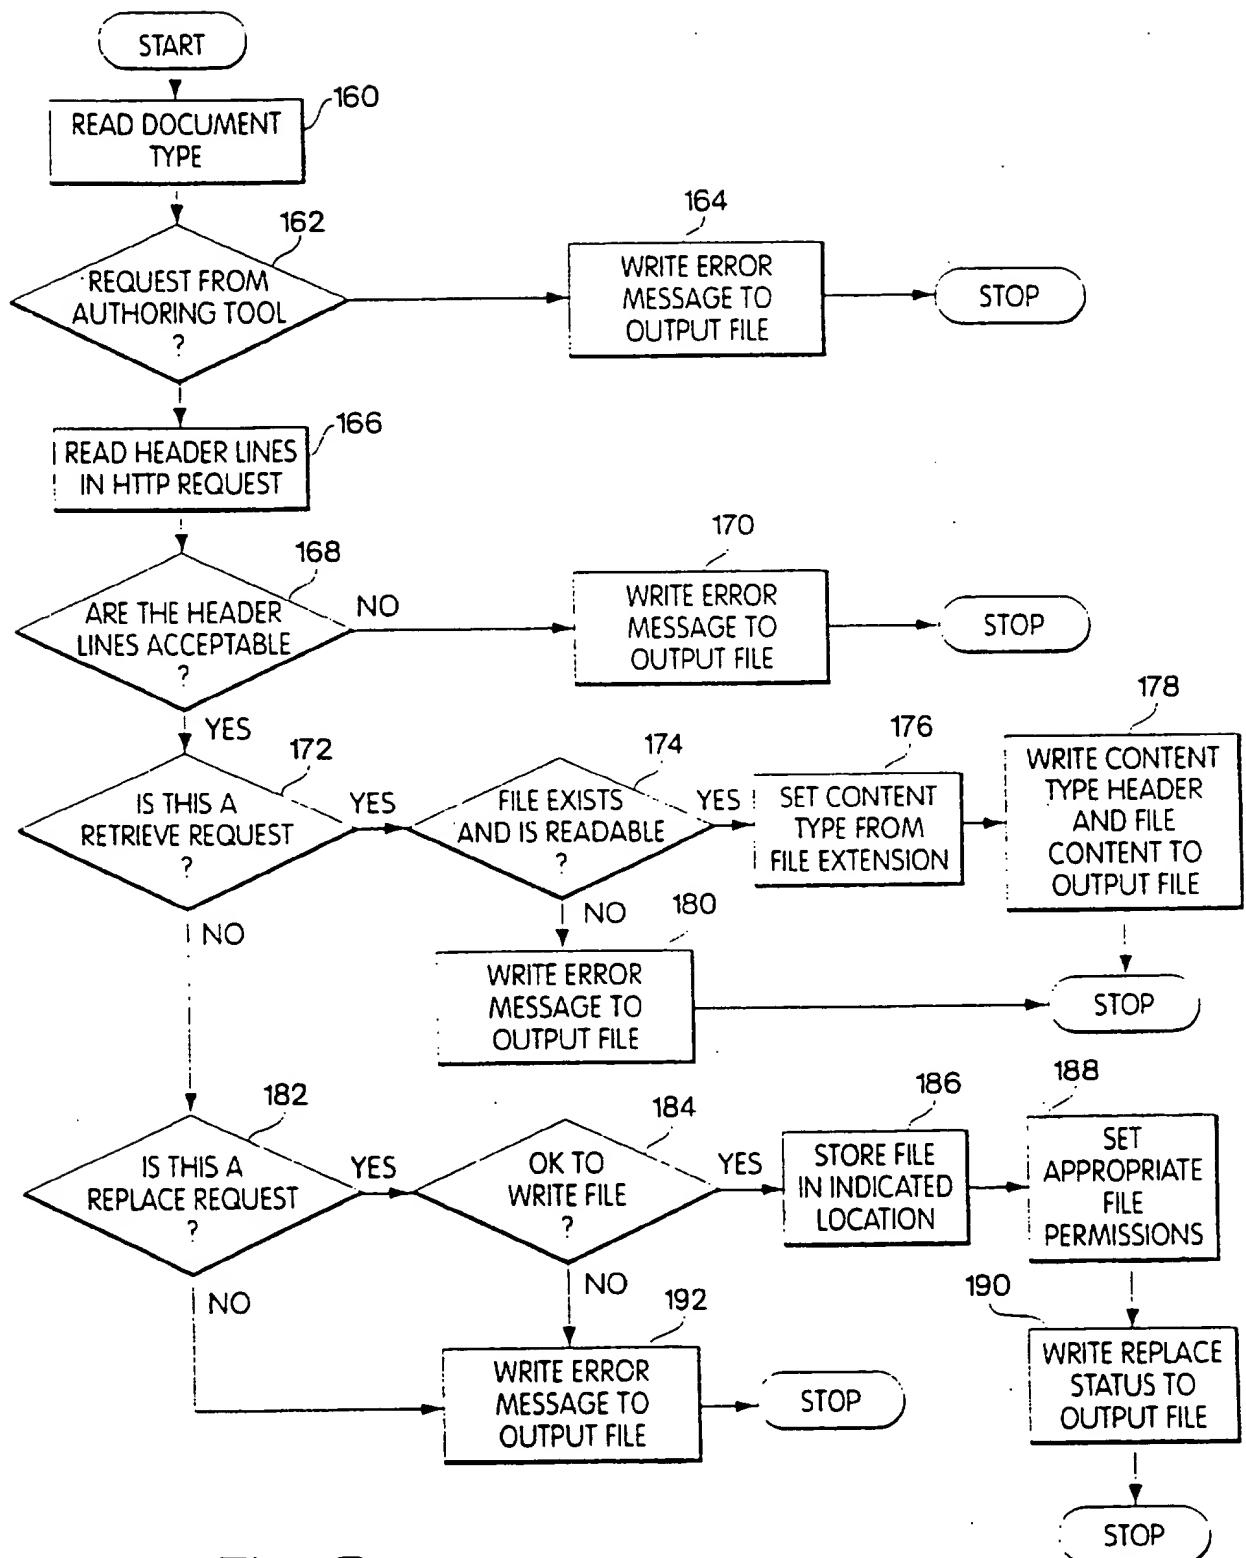 START
160
READ DOCUMENT
TYPE
162
REQUEST FROM
AUTHORING TOOL
?
164
WRITE ERROR
MESSAGE TO
OUTPUT FILE
STOP
166
READ HEADER LINES
IN HTTP REQUEST
168
ARE THE HEADER
LINES ACCEPTABLE
?
NO
170
WRITE ERROR
MESSAGE TO
OUTPUT FILE
STOP
YES
172
IS THIS A
RETRIEVE REQUEST
?
YES
174
FILE EXISTS
AND IS READABLE
?
YES
176
SET CONTENT
TYPE FROM
FILE EXTENSION
178
WRITE CONTENT
TYPE HEADER
AND FILE
CONTENT TO
OUTPUT FILE
NO
NO
180
WRITE ERROR
MESSAGE TO
OUTPUT FILE
STOP
182
IS THIS A
REPLACE REQUEST
?
YES
184
OK TO
WRITE FILE
?
YES
186
STORE FILE
IN INDICATED
LOCATION
188
SET
APPROPRIATE
FILE
PERMISSIONS
NO
NO
192
WRITE ERROR
MESSAGE TO
OUTPUT FILE
STOP
190
WRITE REPLACE
STATUS TO
OUTPUT FILE
STOP